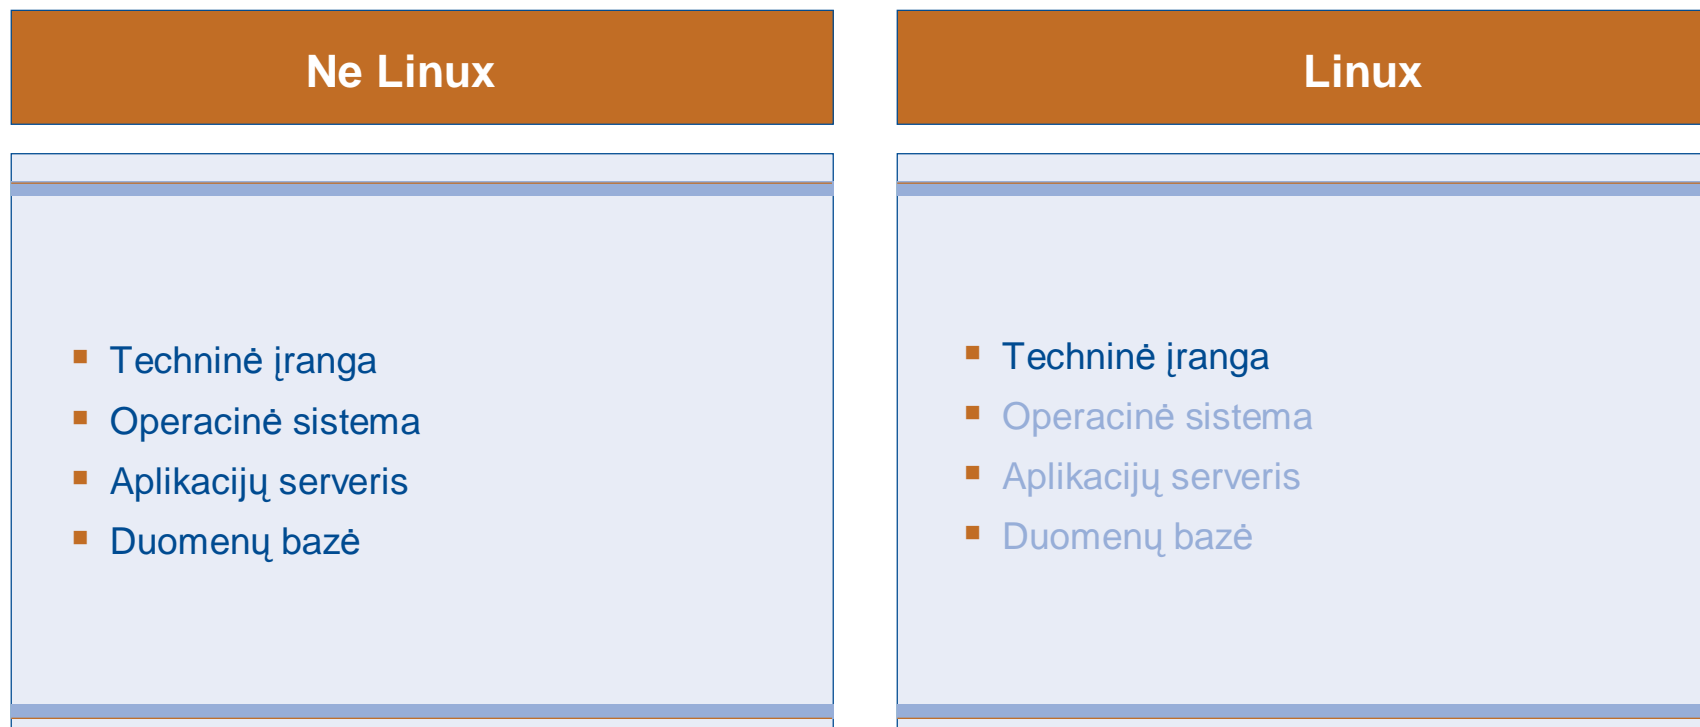 Ne Linux
Techninė įranga
Operacinė sistema
Aplikacijų serveris
Duomenų bazė
Linux
Techninė įranga
Operacinė sistema
Aplikacijų serveris
Duomenų bazė